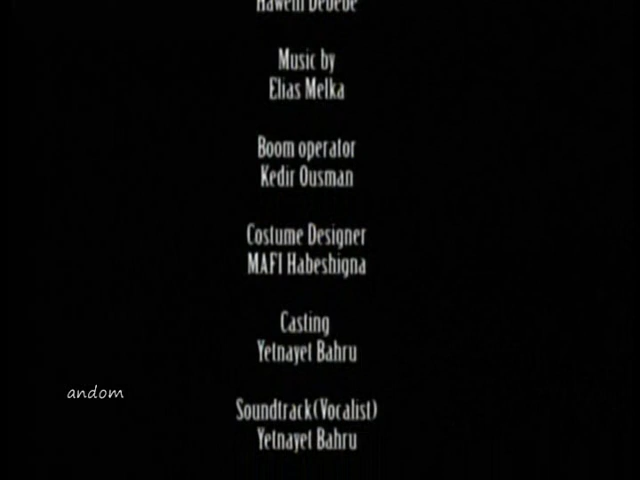 Music by
Elias Melka
Boom operator
Kedir Ousman
Costume Designer
MAFI Habeshigna
Casting
Yetnayet Bahru
andom
Soundtrack(Vocalist)
Yetnayet Bahru